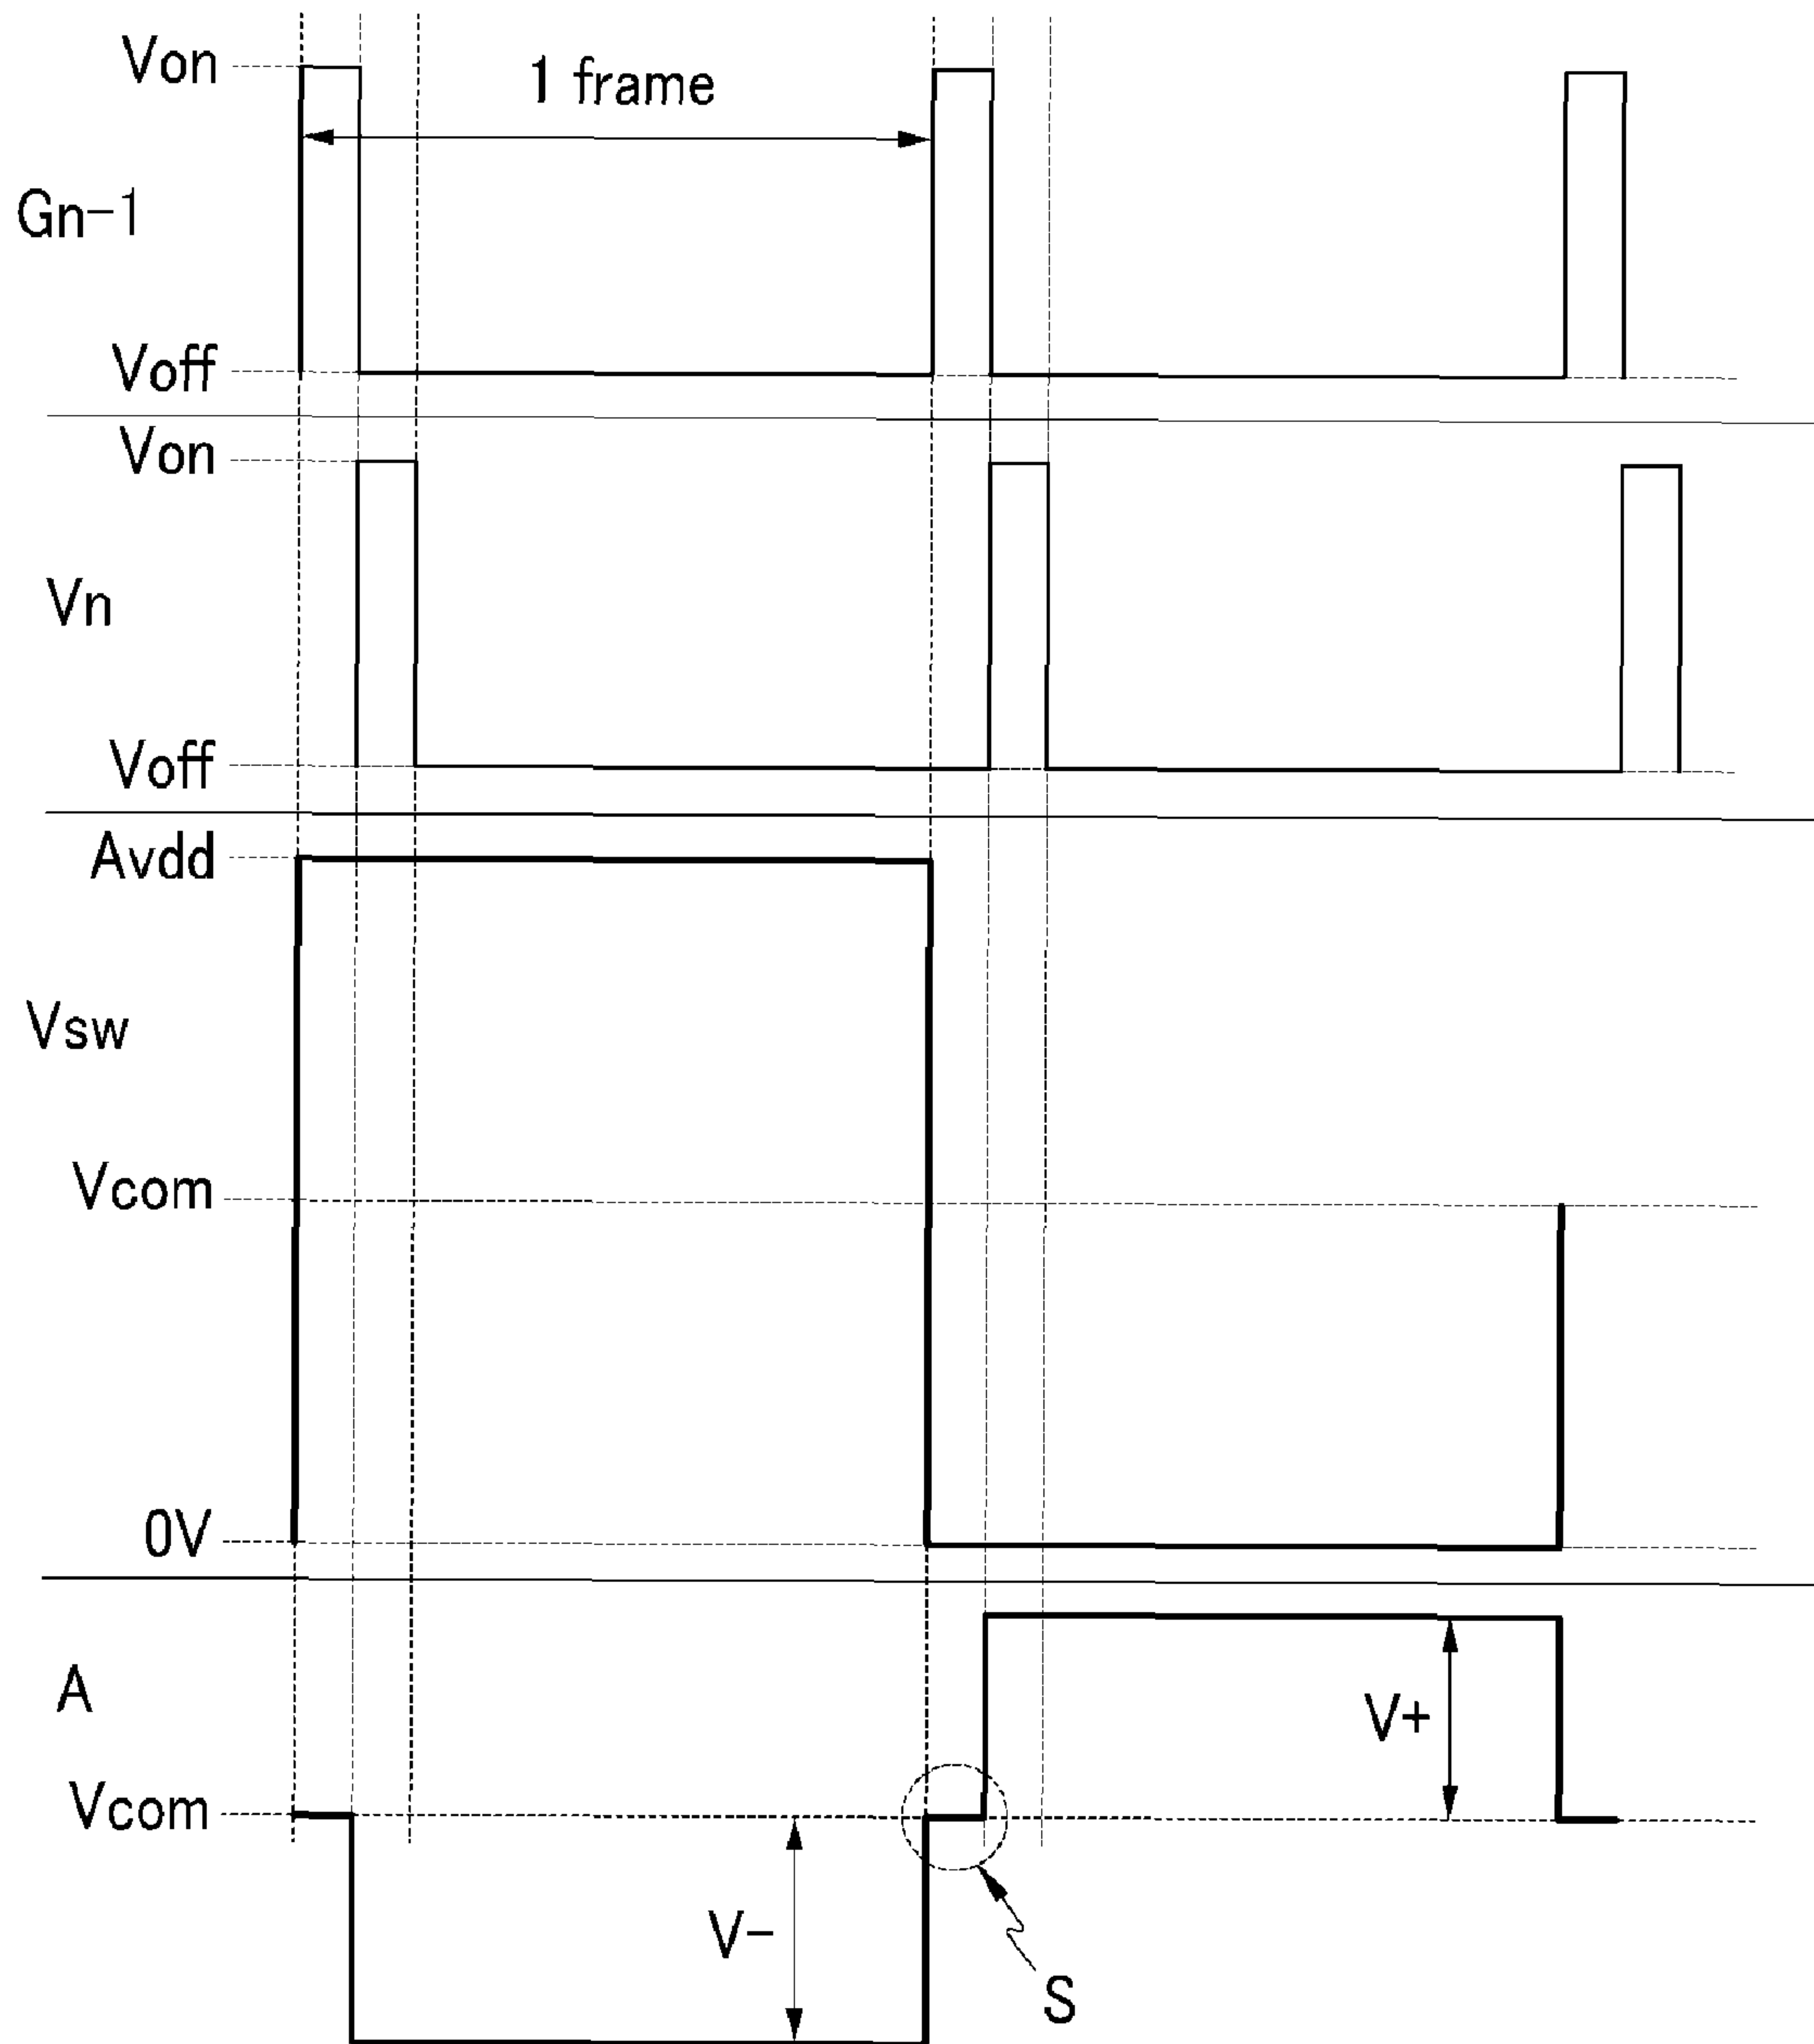 Von
1 frame
Gn-1
Voff
Von
Vn
Voff
Avdd
Vsw
Vcom
0V
A
V+
Vcom
V-
S